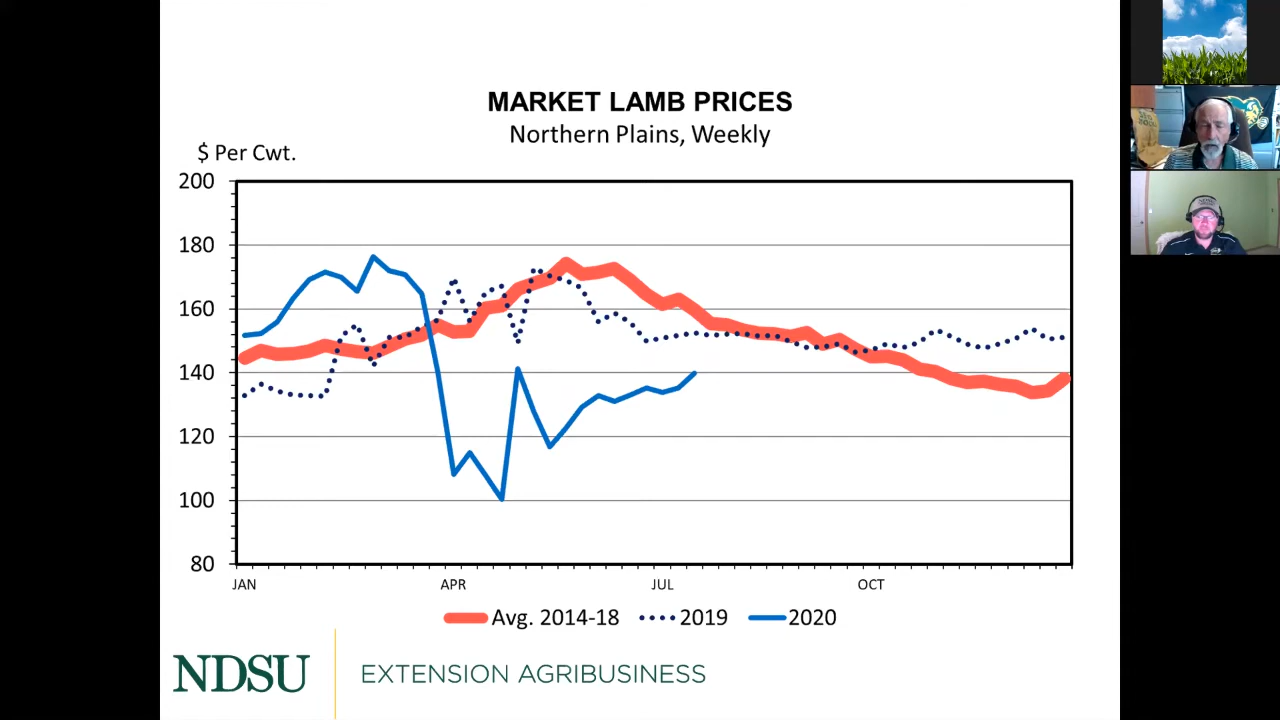 MARKET LAMB PRICES
Northern Plains, Weekly
$ Per Cwt.
200
180
160
140
120
100
80
JAN APR JUL OCT
Avg. 2014-18 2019 2020
NDSU EXTENSION AGRIBUSINESS